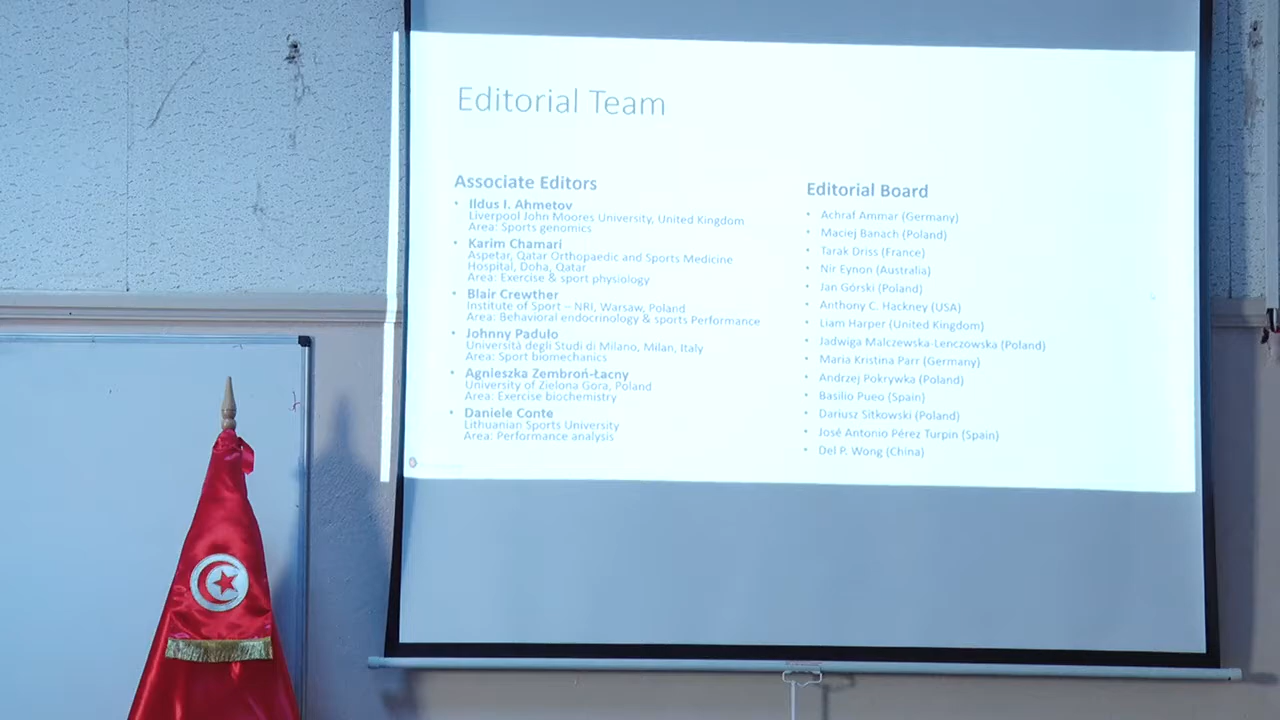 Editorial Team
Associate Editors
• Ildus I. Ahmetov
Liverpool John Moores University, United Kingdom
Area: Sports genomics
• Karim Chamari
Aspetar, Qatar Orthopaedic and Sports Medicine
Hospital, Doha, Qatar
Area: Exercise & sport physiology
• Blair Crewther
Institute of Sport – NRI, Warsaw, Poland
Area: Behavioral endocrinology & sports Performance
• Johnny Padulo
Università degli Studi di Milano, Milan, Italy
Area: Sport biomechanics
• Agnieszka Zembroń-Łacny
University of Zielona Gora, Poland
Area: Exercise biochemistry
• Daniele Conte
Lithuanian Sports University
Area: Performance analysis
Editorial Board
• Achraf Ammar (Germany)
• Maciej Banach (Poland)
• Tarak Driss (France)
• Nir Eynon (Australia)
• Jan Górski (Poland)
• Anthony C. Hackney (USA)
• Liam Harper (United Kingdom)
• Jadwiga Malczewska-Lenczowska (Poland)
• Maria Kristina Parr (Germany)
• Andrzej Pokrywka (Poland)
• Basilio Pueo (Spain)
• Dariusz Sitkowski (Poland)
• José Antonio Pérez Turpin (Spain)
• Del P. Wong (China)